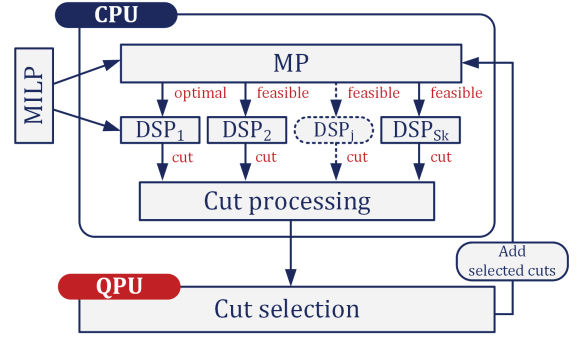 CPU
MILP
MP
optimal
feasible
feasible
feasible
DSP1
DSP2
DSPj
DSPSk
cut
cut
cut
cut
Cut processing
Add
selected cuts
QPU
Cut selection